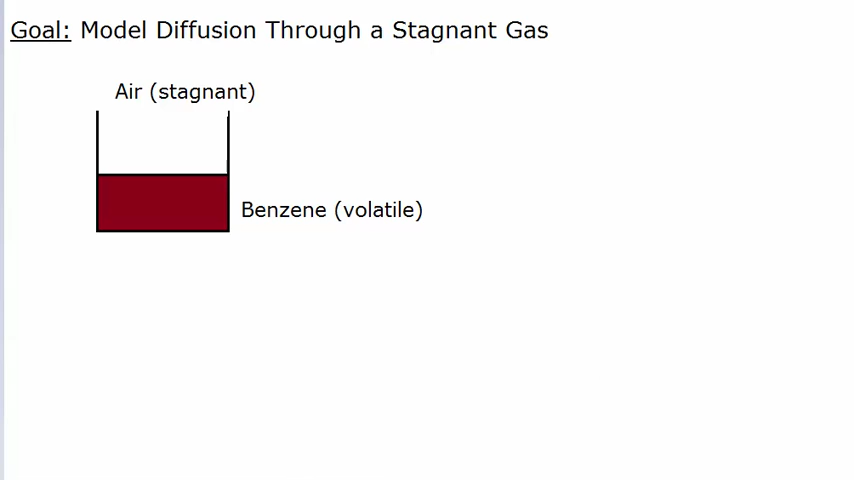 Goal: Model Diffusion Through a Stagnant Gas
Air (stagnant)
Benzene (volatile)